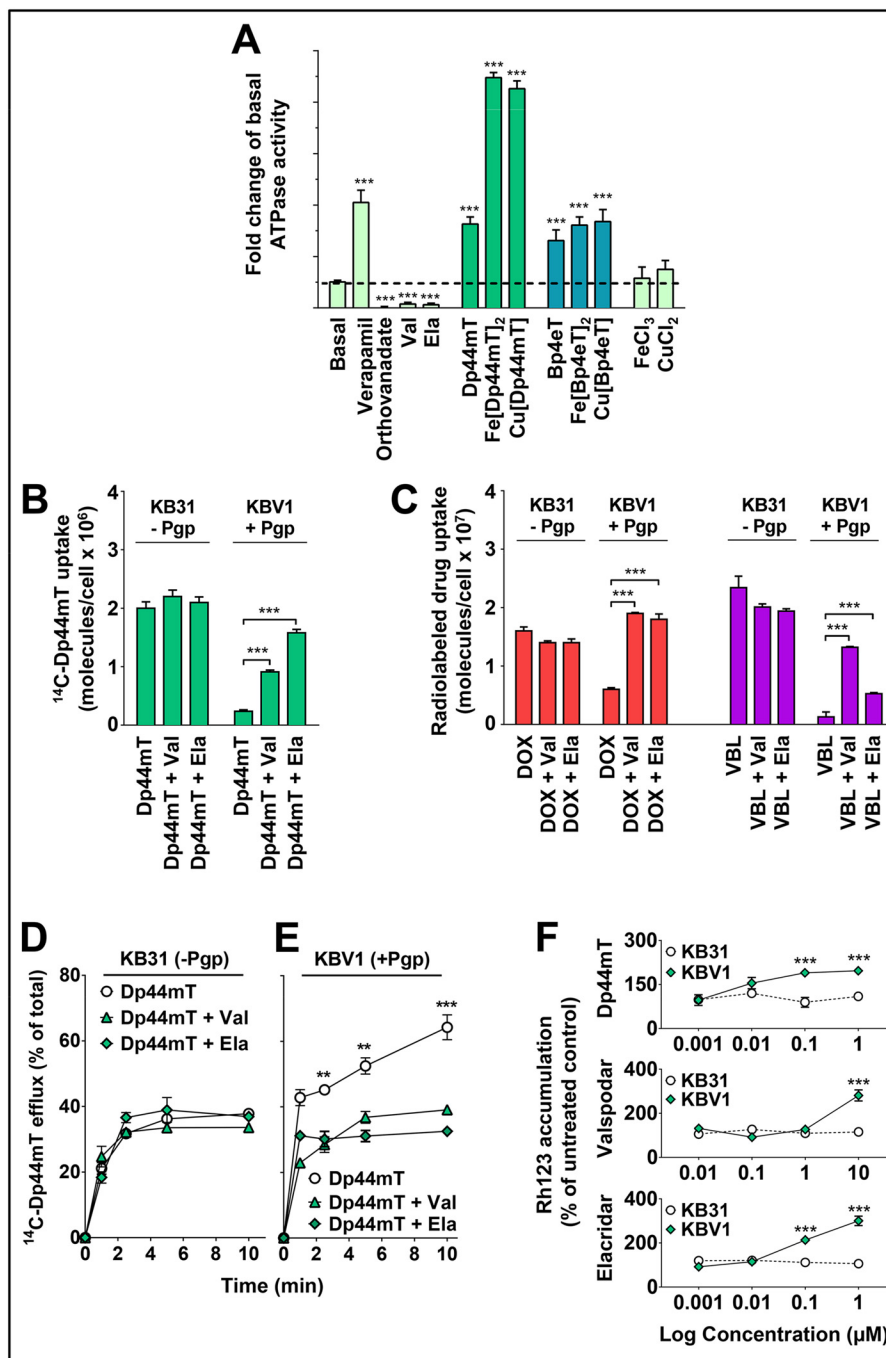 A
Fold change of basal
ATPase activity
***
***
***
***
***
***
***
***
***
***
Basal
Verapamil
Orthovanadate
Val
Ela
Dp44mT
Fe[Dp44mT]2
Cu[Dp44mT]
Bp4eT
Fe[Bp4eT]2
Cu[Bp4eT]
FeCl3
CuCl2
B
14C-Dp44mT uptake
(molecules/cell x 10⁶)
4
3
2
1
0
KB31
- Pgp
KBV1
+ Pgp
***
***
Dp44mT
Dp44mT + Val
Dp44mT + Ela
Dp44mT
Dp44mT + Val
Dp44mT + Ela
C
Radiolabeled drug uptake
(molecules/cell x 10⁷)
4
3
2
1
0
KB31
- Pgp
KBV1
+ Pgp
KB31
- Pgp
KBV1
+ Pgp
***
***
***
***
DOX
DOX + Val
DOX + Ela
DOX
DOX + Val
DOX + Ela
VBL
VBL + Val
VBL + Ela
VBL
VBL + Val
VBL + Ela
D
KB31 (-Pgp)
14C-Dp44mT efflux (% of total)
80
60
40
20
0
Dp44mT
Dp44mT + Val
Dp44mT + Ela
0 2 4 6 8 10
E
KBV1 (+Pgp)
**
**
***
Dp44mT
Dp44mT + Val
Dp44mT + Ela
0 2 4 6 8 10
Time (min)
F
Rh123 accumulation
(% of untreated control)
Dp44mT
300
150
0
KB31
KBV1
***
***
0.001 0.01 0.1 1
Valspodar
400
200
0
KB31
KBV1
***
0.01 0.1 1 10
Elacridar
400
200
0
KB31
KBV1
***
***
0.001 0.01 0.1 1
Log Concentration (µM)